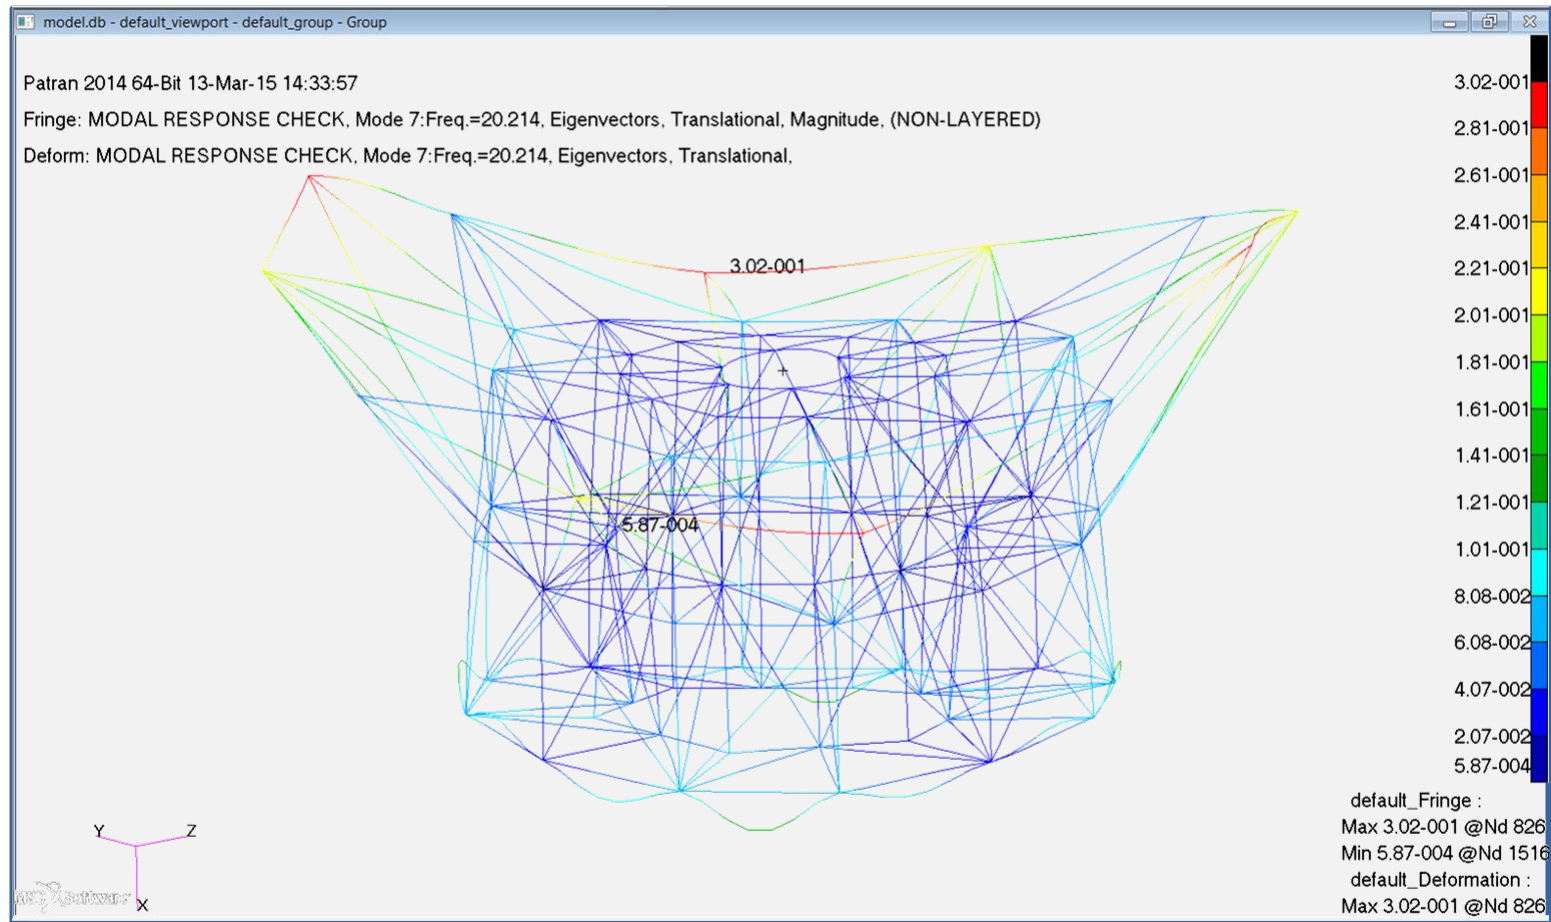 model.db - default_viewport - default_group - Group
Patran 2014 64-Bit 13-Mar-15 14:33:57
Fringe: MODAL RESPONSE CHECK, Mode 7:Freq.=20.214, Eigenvectors, Translational, Magnitude, (NON-LAYERED)
Deform: MODAL RESPONSE CHECK, Mode 7:Freq.=20.214, Eigenvectors, Translational,
3.02-001
5.87-004
3.02-001
2.81-001
2.61-001
2.41-001
2.21-001
2.01-001
1.81-001
1.61-001
1.41-001
1.21-001
1.01-001
8.08-002
6.08-002
4.07-002
2.07-002
5.87-004
default_Fringe :
Max 3.02-001 @Nd 826
Min 5.87-004 @Nd 1516
default_Deformation :
Max 3.02-001 @Nd 826
Y
Z
X
MSC Software